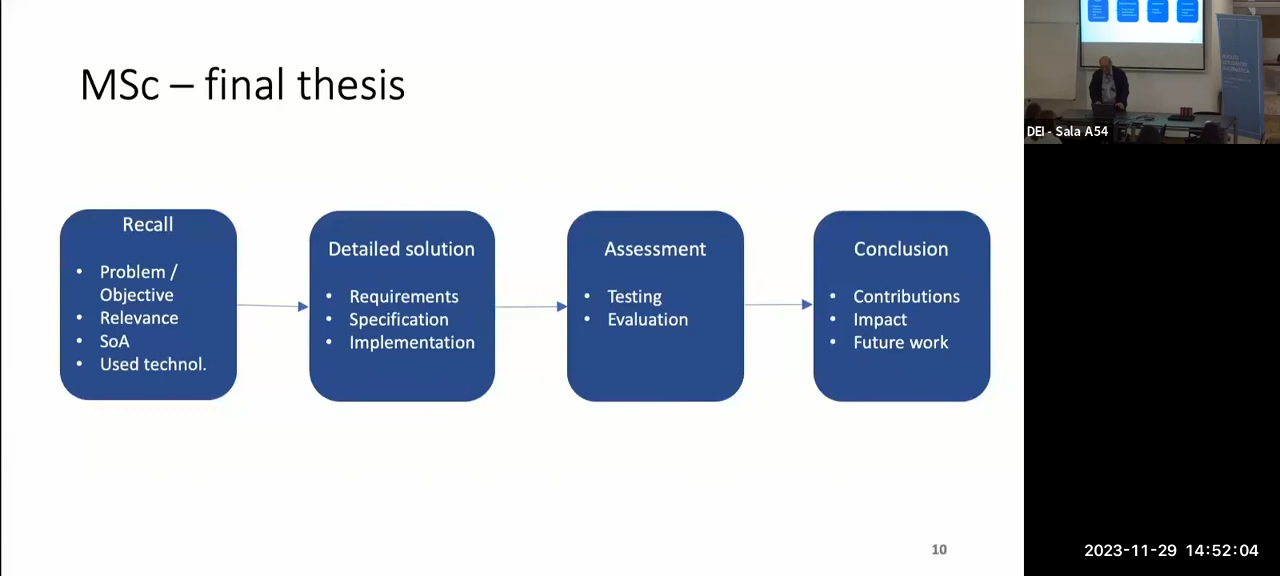 MSc – final thesis
Recall
• Problem /
Objective
• Relevance
• SoA
• Used technol.
Detailed solution
• Requirements
• Specification
• Implementation
Assessment
• Testing
• Evaluation
Conclusion
• Contributions
• Impact
• Future work
10
DEI - Sala A54
2023-11-29 14:52:04